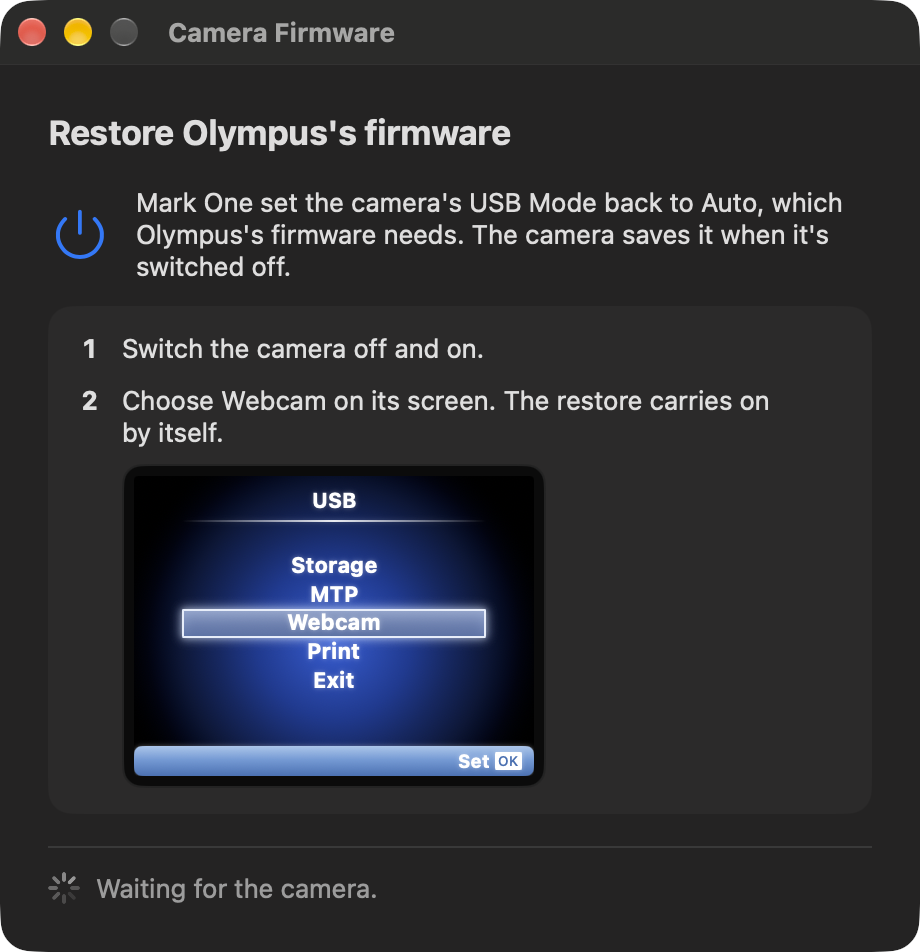 Camera Firmware
Restore Olympus's firmware
Mark One set the camera's USB Mode back to Auto, which
Olympus's firmware needs. The camera saves it when it's
switched off.
1 Switch the camera off and on.
2 Choose Webcam on its screen. The restore carries on
by itself.
USB
Storage
MTP
Webcam
Print
Exit
Set OK
Waiting for the camera.